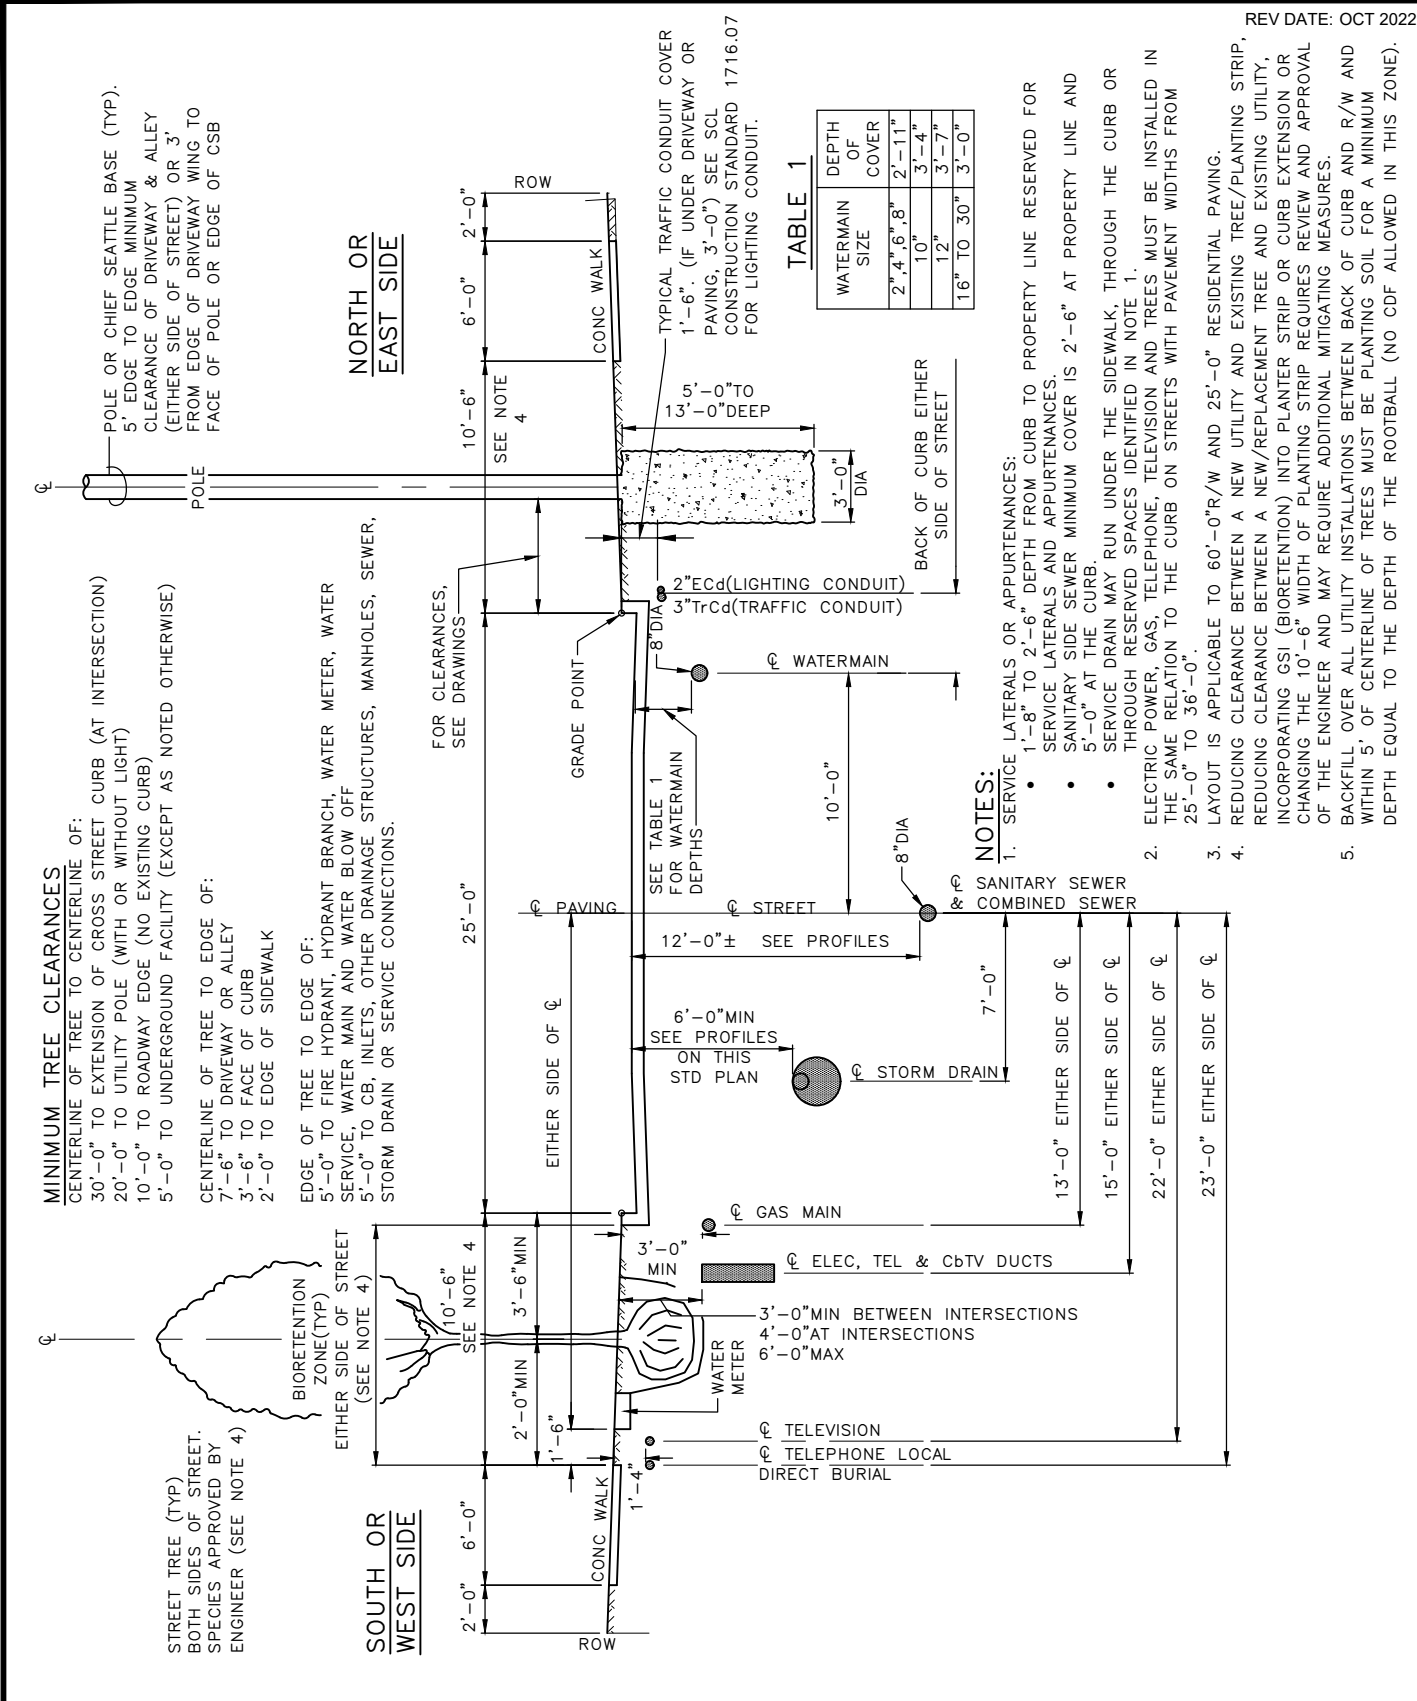 REV DATE: OCT 2022
MINIMUM TREE CLEARANCES
CENTERLINE OF TREE TO CENTERLINE OF:
30'-0" TO EXTENSION OF CROSS STREET CURB (AT INTERSECTION)
20'-0" TO UTILITY POLE (WITH OR WITHOUT LIGHT)
10'-0" TO ROADWAY EDGE (NO EXISTING CURB)
5'-0" TO UNDERGROUND FACILITY (EXCEPT AS NOTED OTHERWISE)
CENTERLINE OF TREE TO EDGE OF:
7'-6" TO DRIVEWAY OR ALLEY
3'-6" TO FACE OF CURB
2'-0" TO EDGE OF SIDEWALK
EDGE OF TREE TO EDGE OF:
5'-0" TO FIRE HYDRANT, HYDRANT BRANCH, WATER METER, WATER
SERVICE, WATER MAIN AND WATER BLOW OFF
5'-0" TO CB, INLETS, OTHER DRAINAGE STRUCTURES, MANHOLES, SEWER,
STORM DRAIN OR SERVICE CONNECTIONS.
POLE OR CHIEF SEATTLE BASE (TYP).
5' EDGE TO EDGE MINIMUM
CLEARANCE OF DRIVEWAY & ALLEY
(EITHER SIDE OF STREET) OR 3'
FROM EDGE OF DRIVEWAY WING TO
FACE OF POLE OR EDGE OF CSB
℄
℄
POLE
STREET TREE (TYP)
BOTH SIDES OF STREET.
SPECIES APPROVED BY
ENGINEER (SEE NOTE 4)
BIORETENTION
ZONE(TYP)
EITHER SIDE OF STREET
(SEE NOTE 4)
SOUTH OR
WEST SIDE
NORTH OR
EAST SIDE
2'-0"
6'-0"
10'-6"
SEE NOTE 4
25'-0"
10'-6"
SEE NOTE
4
6'-0"
2'-0"
2'-0"MIN
3'-6"MIN
1'-6"
EITHER SIDE OF ℄
FOR CLEARANCES,
SEE DRAWINGS
GRADE POINT
ROW
CONC WALK
CONC WALK
ROW
1'-4"
WATER
METER
3'-0"
MIN
℄ PAVING
℄ STREET
12'-0"± SEE PROFILES
6'-0"MIN
SEE PROFILES
ON THIS
STD PLAN
SEE TABLE 1
FOR WATERMAIN
DEPTHS
8"DIA
2"ECd(LIGHTING CONDUIT)
3"TrCd(TRAFFIC CONDUIT)
℄ WATERMAIN
5'-0"TO
13'-0"DEEP
3'-0"
DIA
TYPICAL TRAFFIC CONDUIT COVER
1'-6". (IF UNDER DRIVEWAY OR
PAVING, 3'-0") SEE SCL
CONSTRUCTION STANDARD 1716.07
FOR LIGHTING CONDUIT.
℄ GAS MAIN
℄ ELEC, TEL & CbTV DUCTS
3'-0"MIN BETWEEN INTERSECTIONS
4'-0"AT INTERSECTIONS
6'-0"MAX
℄ TELEVISION
℄ TELEPHONE LOCAL
DIRECT BURIAL
℄ STORM DRAIN
8"DIA
℄ SANITARY SEWER
& COMBINED SEWER
10'-0"
BACK OF CURB EITHER
SIDE OF STREET
7'-0"
13'-0" EITHER SIDE OF ℄
15'-0" EITHER SIDE OF ℄
22'-0" EITHER SIDE OF ℄
23'-0" EITHER SIDE OF ℄
TABLE 1
WATERMAIN SIZE DEPTH OF COVER
2",4",6",8" 2'-11"
10" 3'-4"
12" 3'-7"
16" TO 30" 3'-0"
NOTES:
1. SERVICE LATERALS OR APPURTENANCES:
• 1'-8" TO 2'-6" DEPTH FROM CURB TO PROPERTY LINE RESERVED FOR
SERVICE LATERALS AND APPURTENANCES.
• SANITARY SIDE SEWER MINIMUM COVER IS 2'-6" AT PROPERTY LINE AND
5'-0" AT THE CURB.
• SERVICE DRAIN MAY RUN UNDER THE SIDEWALK, THROUGH THE CURB OR
THROUGH RESERVED SPACES IDENTIFIED IN NOTE 1.
2. ELECTRIC POWER, GAS, TELEPHONE, TELEVISION AND TREES MUST BE INSTALLED IN
THE SAME RELATION TO THE CURB ON STREETS WITH PAVEMENT WIDTHS FROM
25'-0" TO 36'-0".
3. LAYOUT IS APPLICABLE TO 60'-0"R/W AND 25'-0" RESIDENTIAL PAVING.
4. REDUCING CLEARANCE BETWEEN A NEW UTILITY AND EXISTING TREE/PLANTING STRIP,
REDUCING CLEARANCE BETWEEN A NEW/REPLACEMENT TREE AND EXISTING UTILITY,
INCORPORATING GSI (BIORETENTION) INTO PLANTER STRIP OR CURB EXTENSION OR
CHANGING THE 10'-6" WIDTH OF PLANTING STRIP REQUIRES REVIEW AND APPROVAL
OF THE ENGINEER AND MAY REQUIRE ADDITIONAL MITIGATING MEASURES.
5. BACKFILL OVER ALL UTILITY INSTALLATIONS BETWEEN BACK OF CURB AND R/W AND
WITHIN 5' OF CENTERLINE OF TREES MUST BE PLANTING SOIL FOR A MINIMUM
DEPTH EQUAL TO THE DEPTH OF THE ROOTBALL (NO CDF ALLOWED IN THIS ZONE).